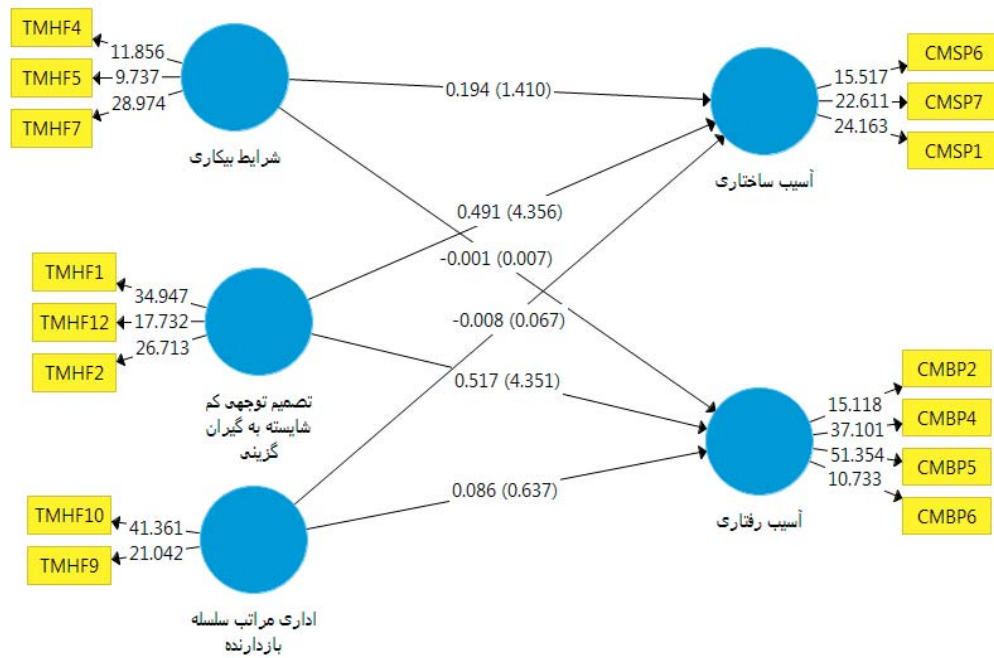 TMHF4
TMHF5
TMHF7
11.856
9.737
28.974
شرایط بیکاری
0.194 (1.410)
15.517
22.611
24.163
CMSP6
CMSP7
CMSP1
آسیب ساختاری
0.491 (4.356)
-0.001 (0.007)
TMHF1
TMHF12
TMHF2
34.947
17.732
26.713
تصمیم توجهی کم
شایسته به گیران
گزینی
-0.008 (0.067)
0.517 (4.351)
15.118
37.101
51.354
10.733
CMBP2
CMBP4
CMBP5
CMBP6
آسیب رفتاری
0.086 (0.637)
TMHF10
TMHF9
41.361
21.042
اداری مراتب سلسله
بازدارنده